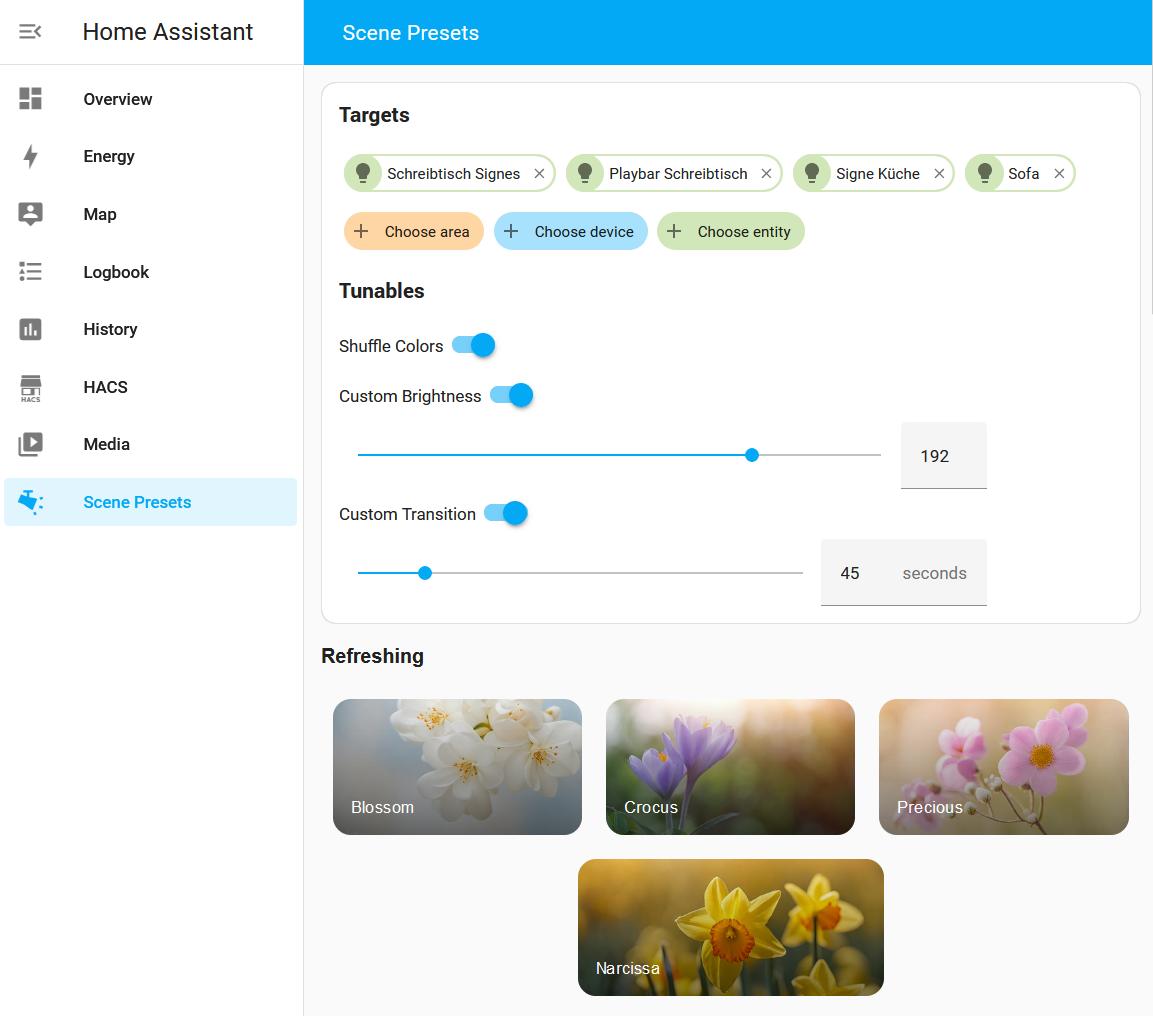 Home Assistant
Scene Presets
Overview
Energy
Map
Logbook
History
HACS
HACS
Media
Scene Presets
Targets
Schreibtisch Signes
Playbar Schreibtisch
Signe Küche
Sofa
Choose area
Choose device
Choose entity
Tunables
Shuffle Colors
Custom Brightness
192
Custom Transition
45 seconds
Refreshing
Blossom
Crocus
Precious
Narcissa